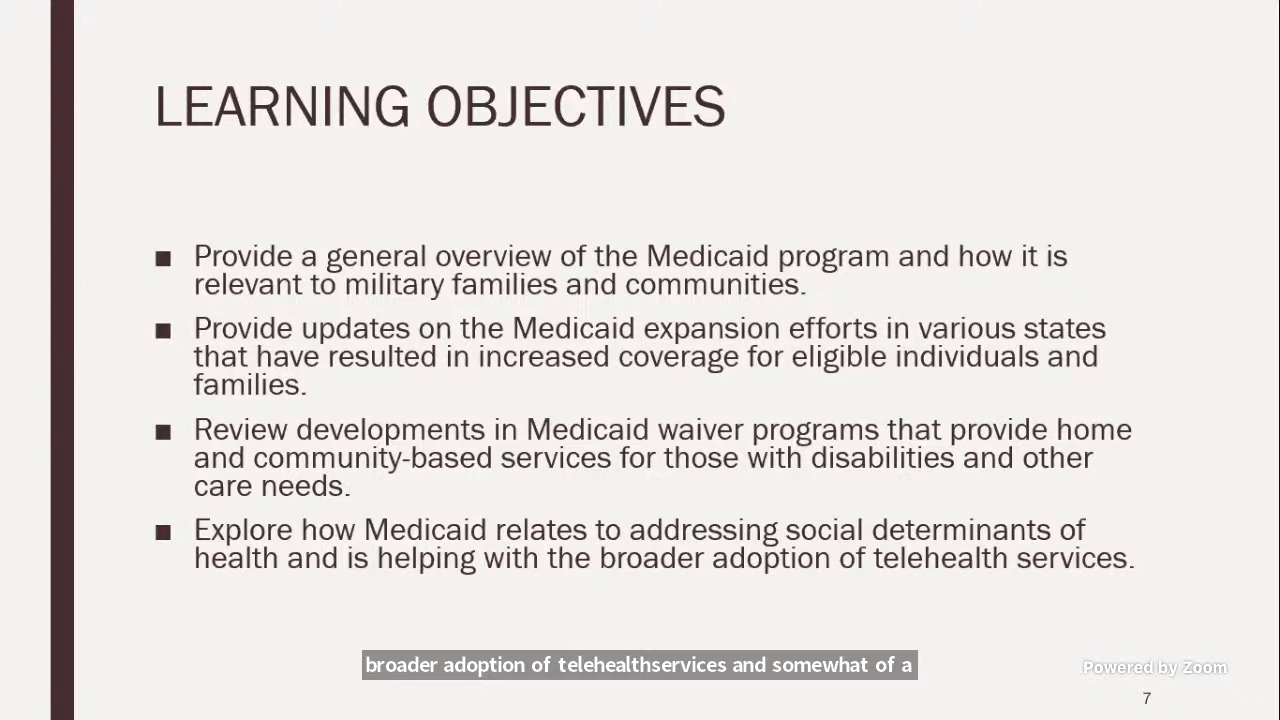 LEARNING OBJECTIVES
■ Provide a general overview of the Medicaid program and how it is
relevant to military families and communities.
■ Provide updates on the Medicaid expansion efforts in various states
that have resulted in increased coverage for eligible individuals and
families.
■ Review developments in Medicaid waiver programs that provide home
and community-based services for those with disabilities and other
care needs.
■ Explore how Medicaid relates to addressing social determinants of
health and is helping with the broader adoption of telehealth services.
broader adoption of telehealthservices and somewhat of a
Powered by Zoom
7